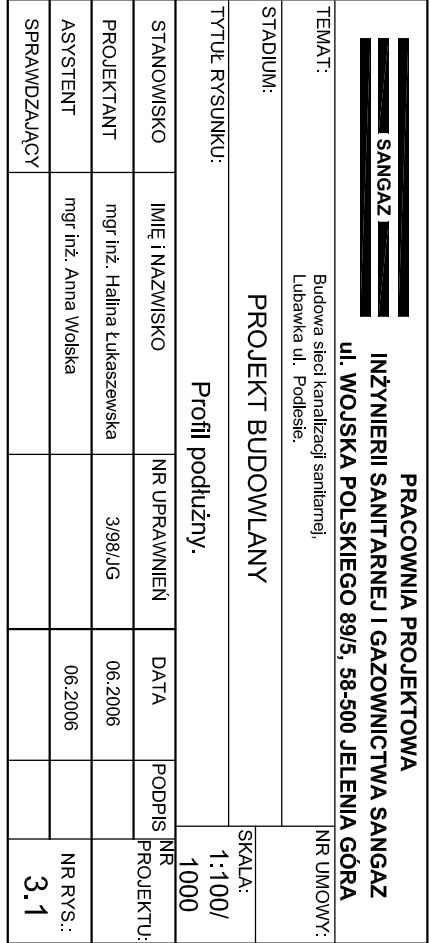 SANGAZ
PRACOWNIA PROJEKTOWA
INŻYNIERII SANITARNEJ I GAZOWNICTWA SANGAZ
ul. WOJSKA POLSKIEGO 89/5, 58-500 JELENIA GÓRA
TEMAT:
Budowa sieci kanalizacji sanitarnej,
Lubawka ul. Podlesie.
NR UMOWY:
STADIUM:
PROJEKT BUDOWLANY
SKALA:
1:100/
1000
TYTUŁ RYSUNKU:
Profil podłużny.
STANOWISKO IMIĘ i NAZWISKO NR UPRAWNIEŃ DATA PODPIS
NR
PROJEKTU:
PROJEKTANT mgr inż. Halina Łukaszewska 3/98/JG 06.2006
ASYSTENT mgr inż. Anna Wolska 06.2006
NR RYS.:
3.1
SPRAWDZAJĄCY